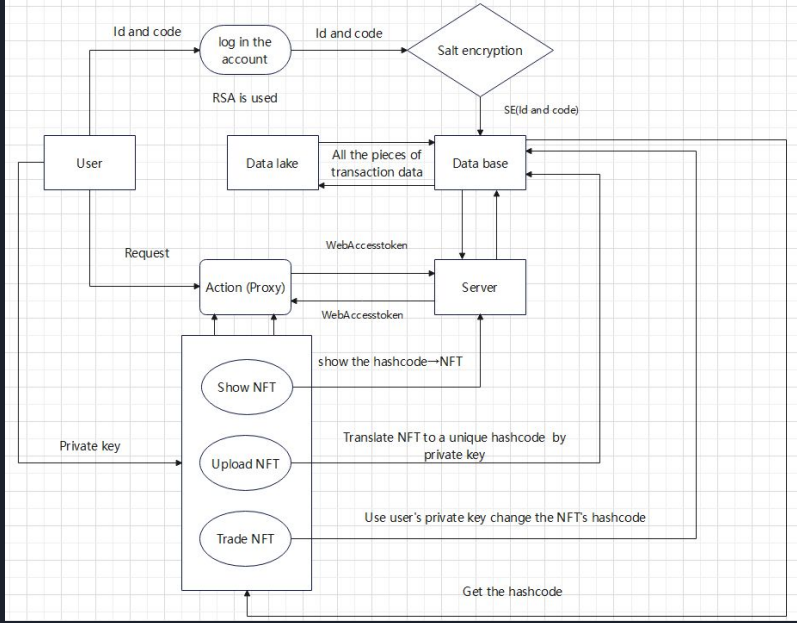 Id and code
Id and code
log in the
account
Salt encryption
RSA is used
SE(Id and code)
User
Data lake
All the pieces of
transaction data
Data base
Request
WebAccesstoken
Action (Proxy)
Server
WebAccesstoken
show the hashcode→NFT
Show NFT
Private key
Translate NFT to a unique hashcode by
private key
Upload NFT
Use user's private key change the NFT's hashcode
Trade NFT
Get the hashcode